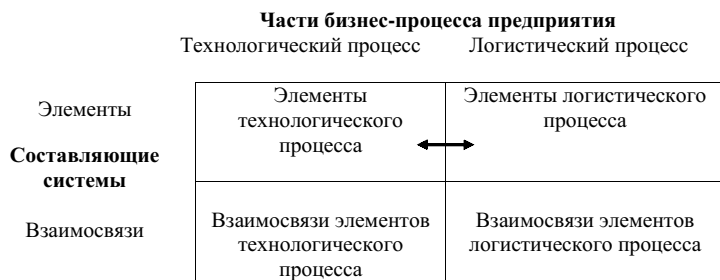 Части бизнес-процесса предприятия
Технологический процесс Логистический процесс
Элементы
Элементы
технологического
процесса
Элементы логистического
процесса
Составляющие
системы
Взаимосвязи
Взаимосвязи элементов
технологического
процесса
Взаимосвязи элементов
логистического процесса